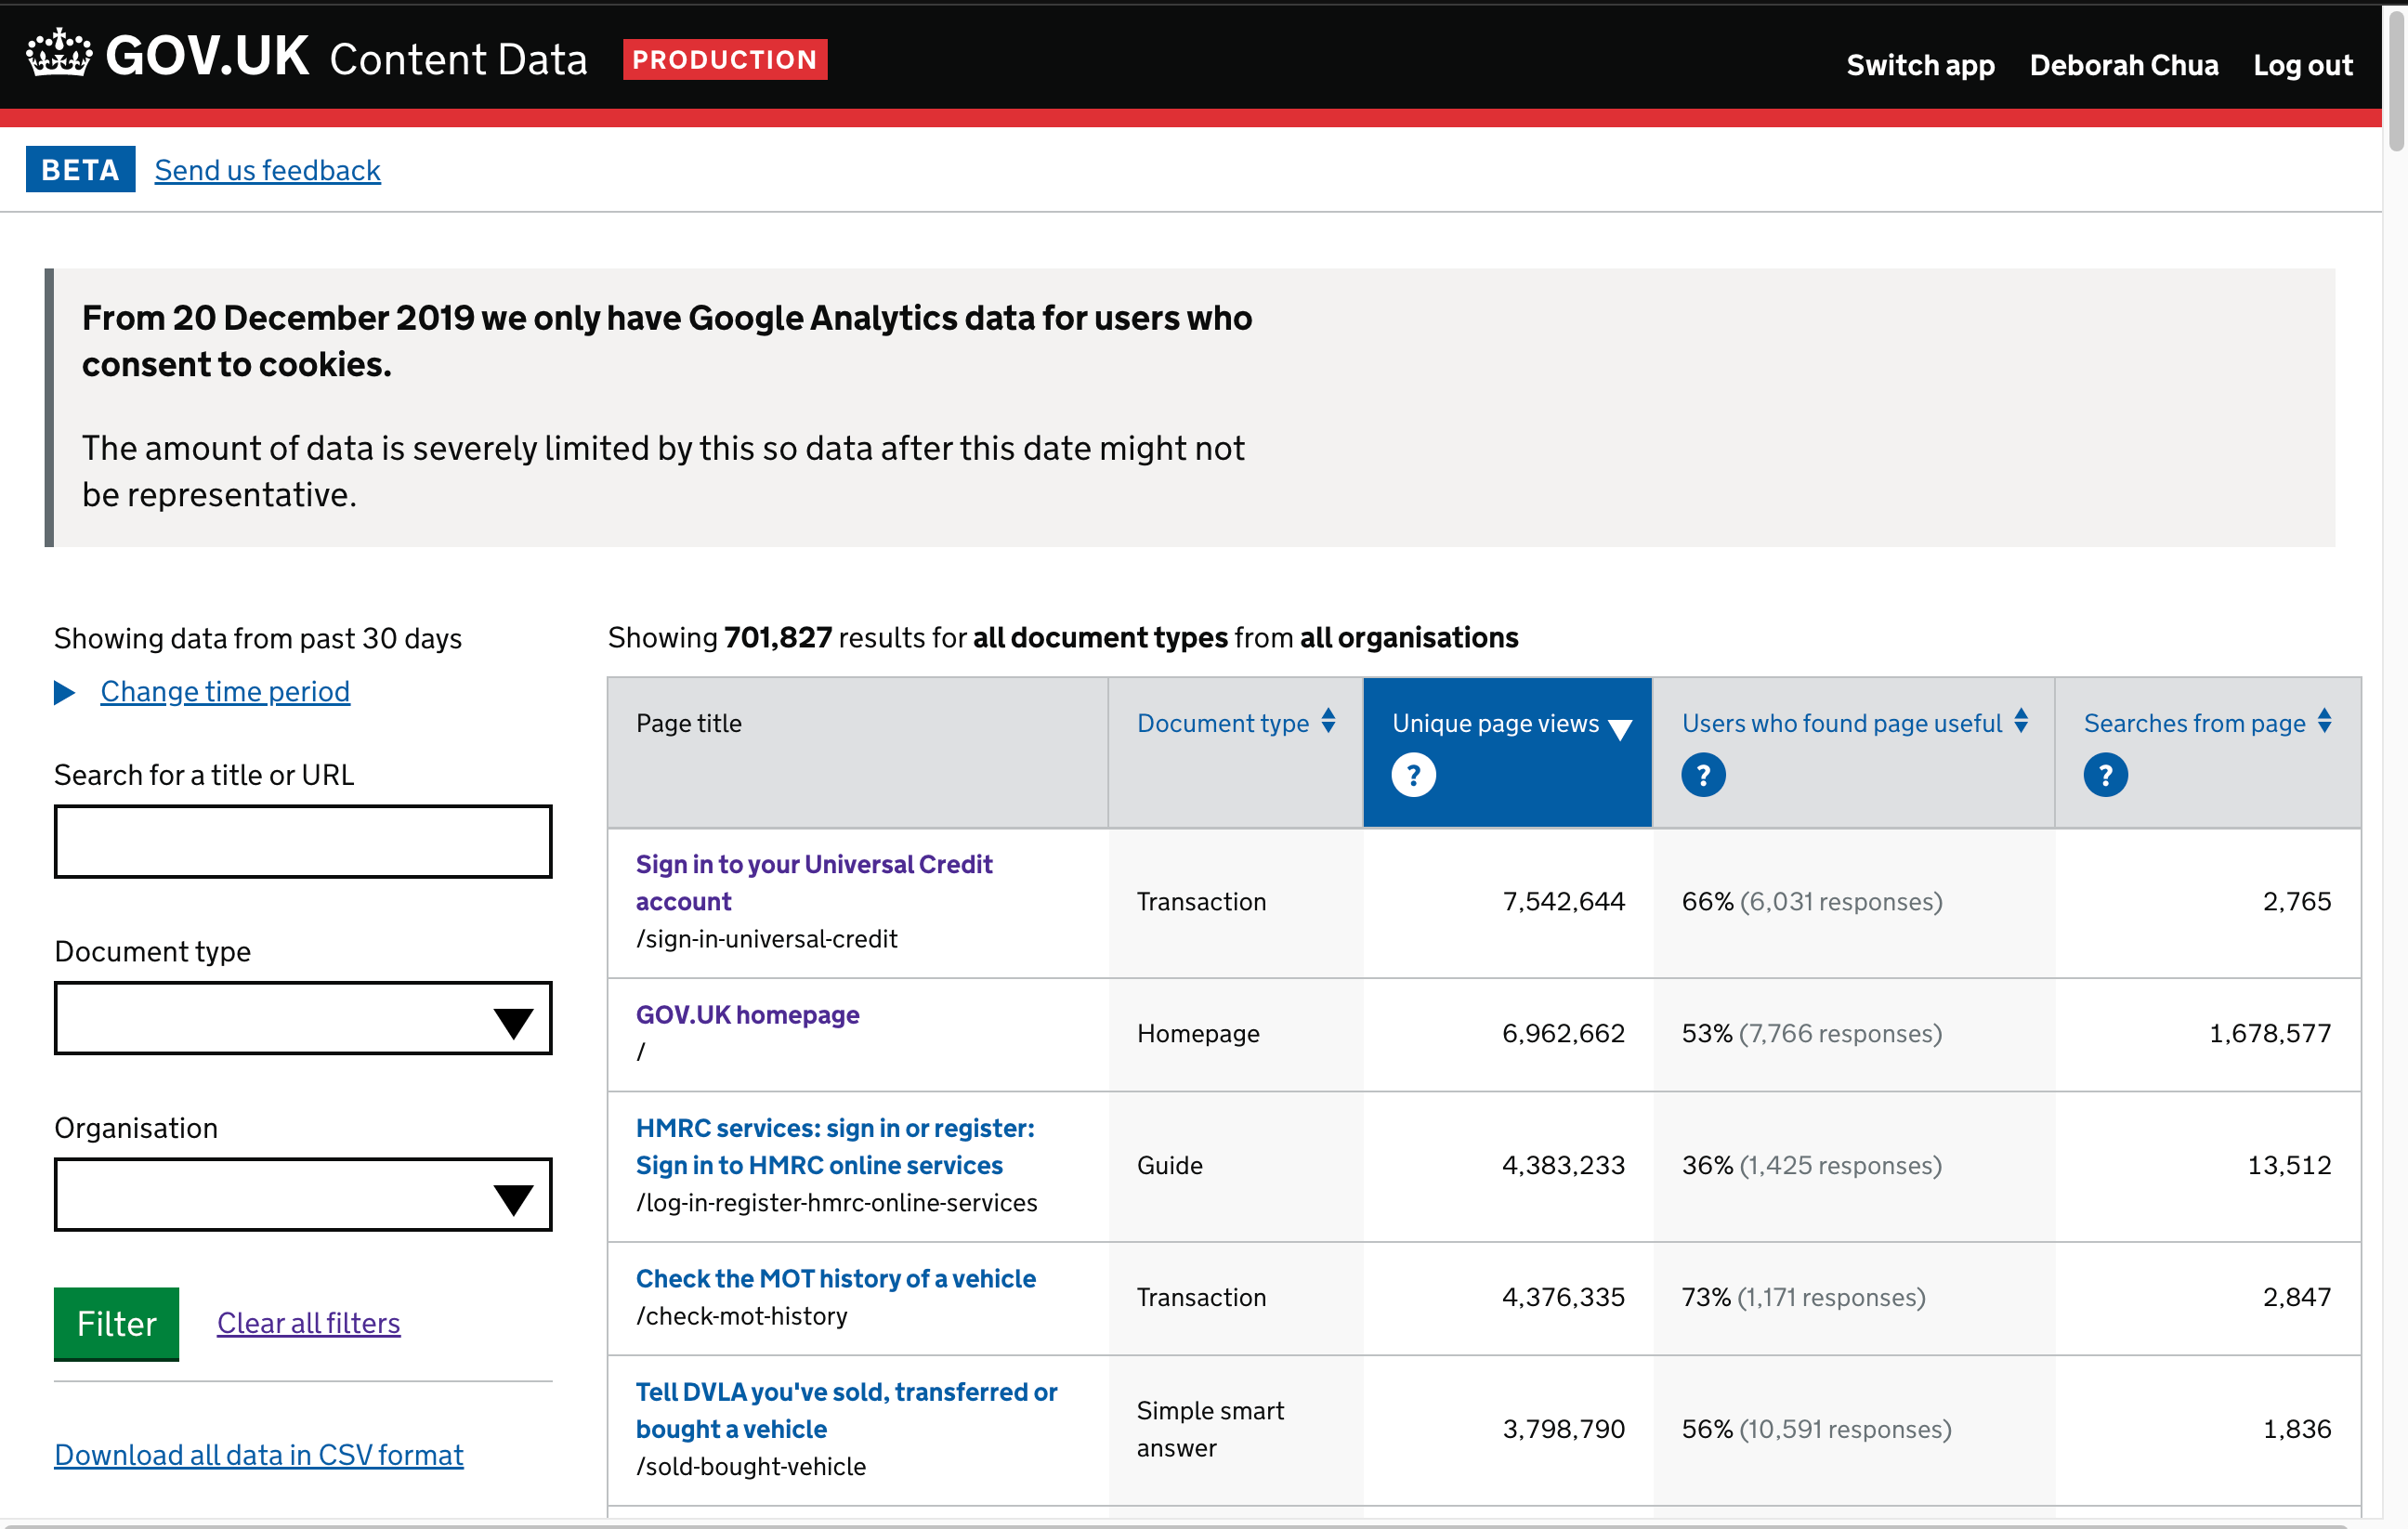 GOV.UK Content Data PRODUCTION
Switch app Deborah Chua Log out
BETA Send us feedback
From 20 December 2019 we only have Google Analytics data for users who
consent to cookies.
The amount of data is severely limited by this so data after this date might not
be representative.
Showing data from past 30 days
Change time period
Search for a title or URL
Document type
Organisation
Filter Clear all filters
Download all data in CSV format
Showing 701,827 results for all document types from all organisations
Page title Document type Unique page views Users who found page useful Searches from page
? ? ?
Sign in to your Universal Credit
account
/sign-in-universal-credit
Transaction 7,542,644 66% (6,031 responses) 2,765
GOV.UK homepage
/
Homepage 6,962,662 53% (7,766 responses) 1,678,577
HMRC services: sign in or register:
Sign in to HMRC online services
/log-in-register-hmrc-online-services
Guide 4,383,233 36% (1,425 responses) 13,512
Check the MOT history of a vehicle
/check-mot-history
Transaction 4,376,335 73% (1,171 responses) 2,847
Tell DVLA you've sold, transferred or
bought a vehicle
/sold-bought-vehicle
Simple smart
answer
3,798,790 56% (10,591 responses) 1,836